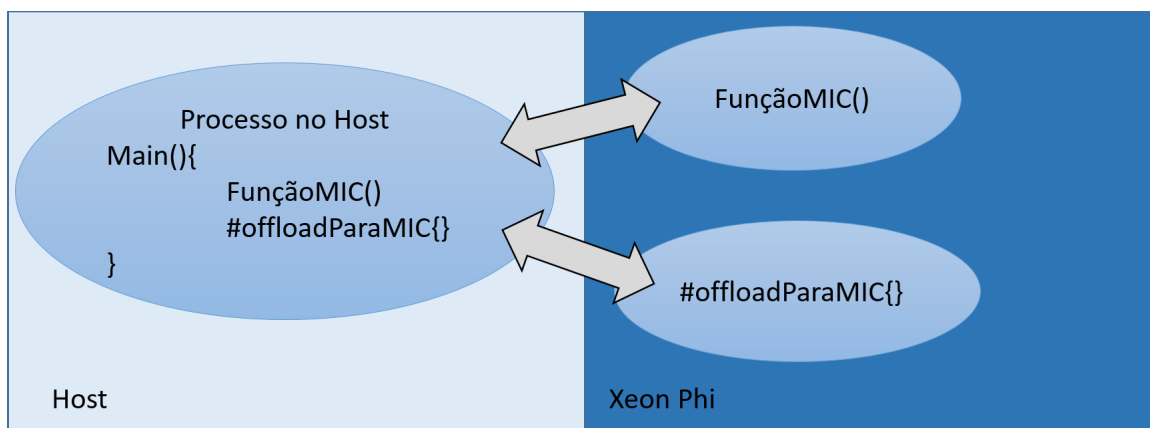 Processo no Host
Main(){
FunçãoMIC()
#offloadParaMIC{}
}
Host
FunçãoMIC()
#offloadParaMIC{}
Xeon Phi